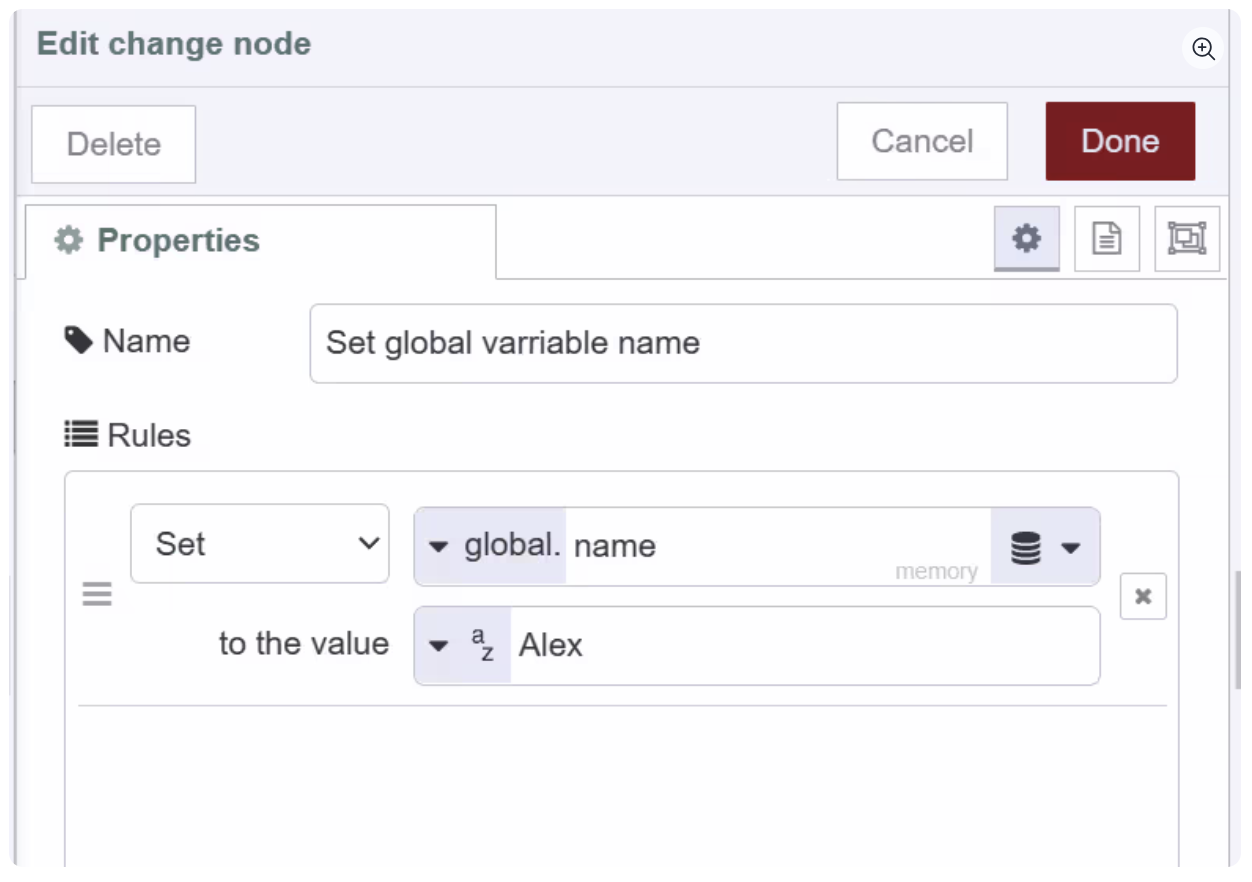 Edit change node
Delete
Cancel
Done
Properties
Name
Set global varriable name
Rules
Set
global. name
memory
to the value
a
z
Alex